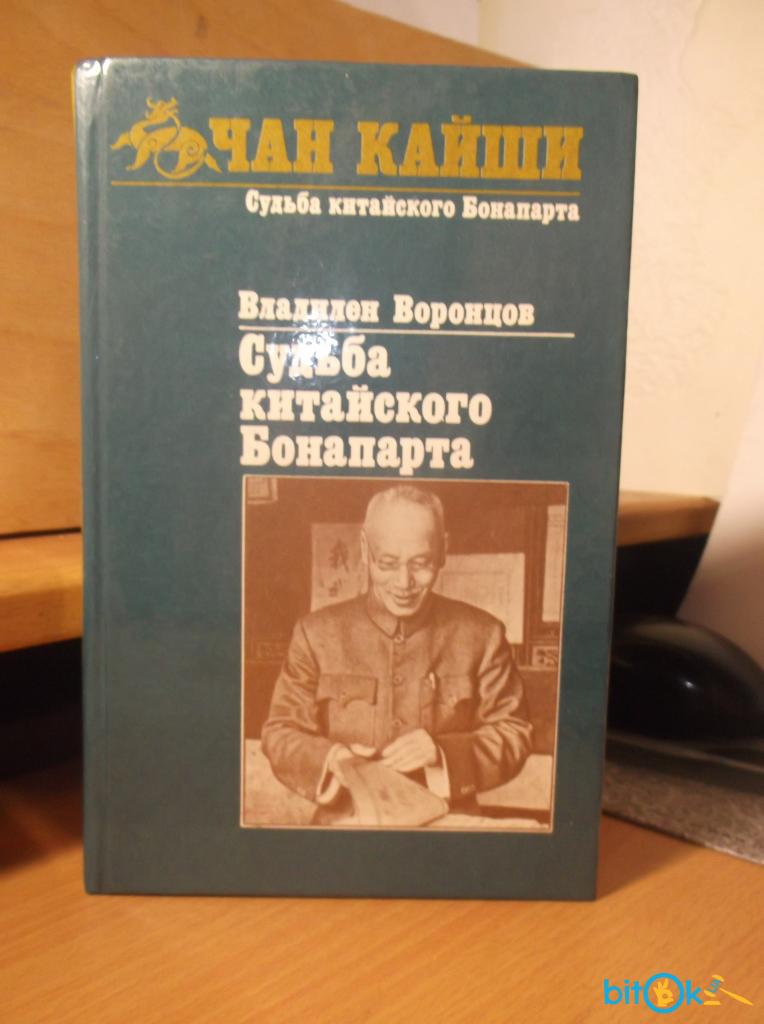 ЧАН КАЙШИ
Судьба китайского Бонапарта
Владилен Воронцов
Судьба
китайского
Бонапарта
bitOk